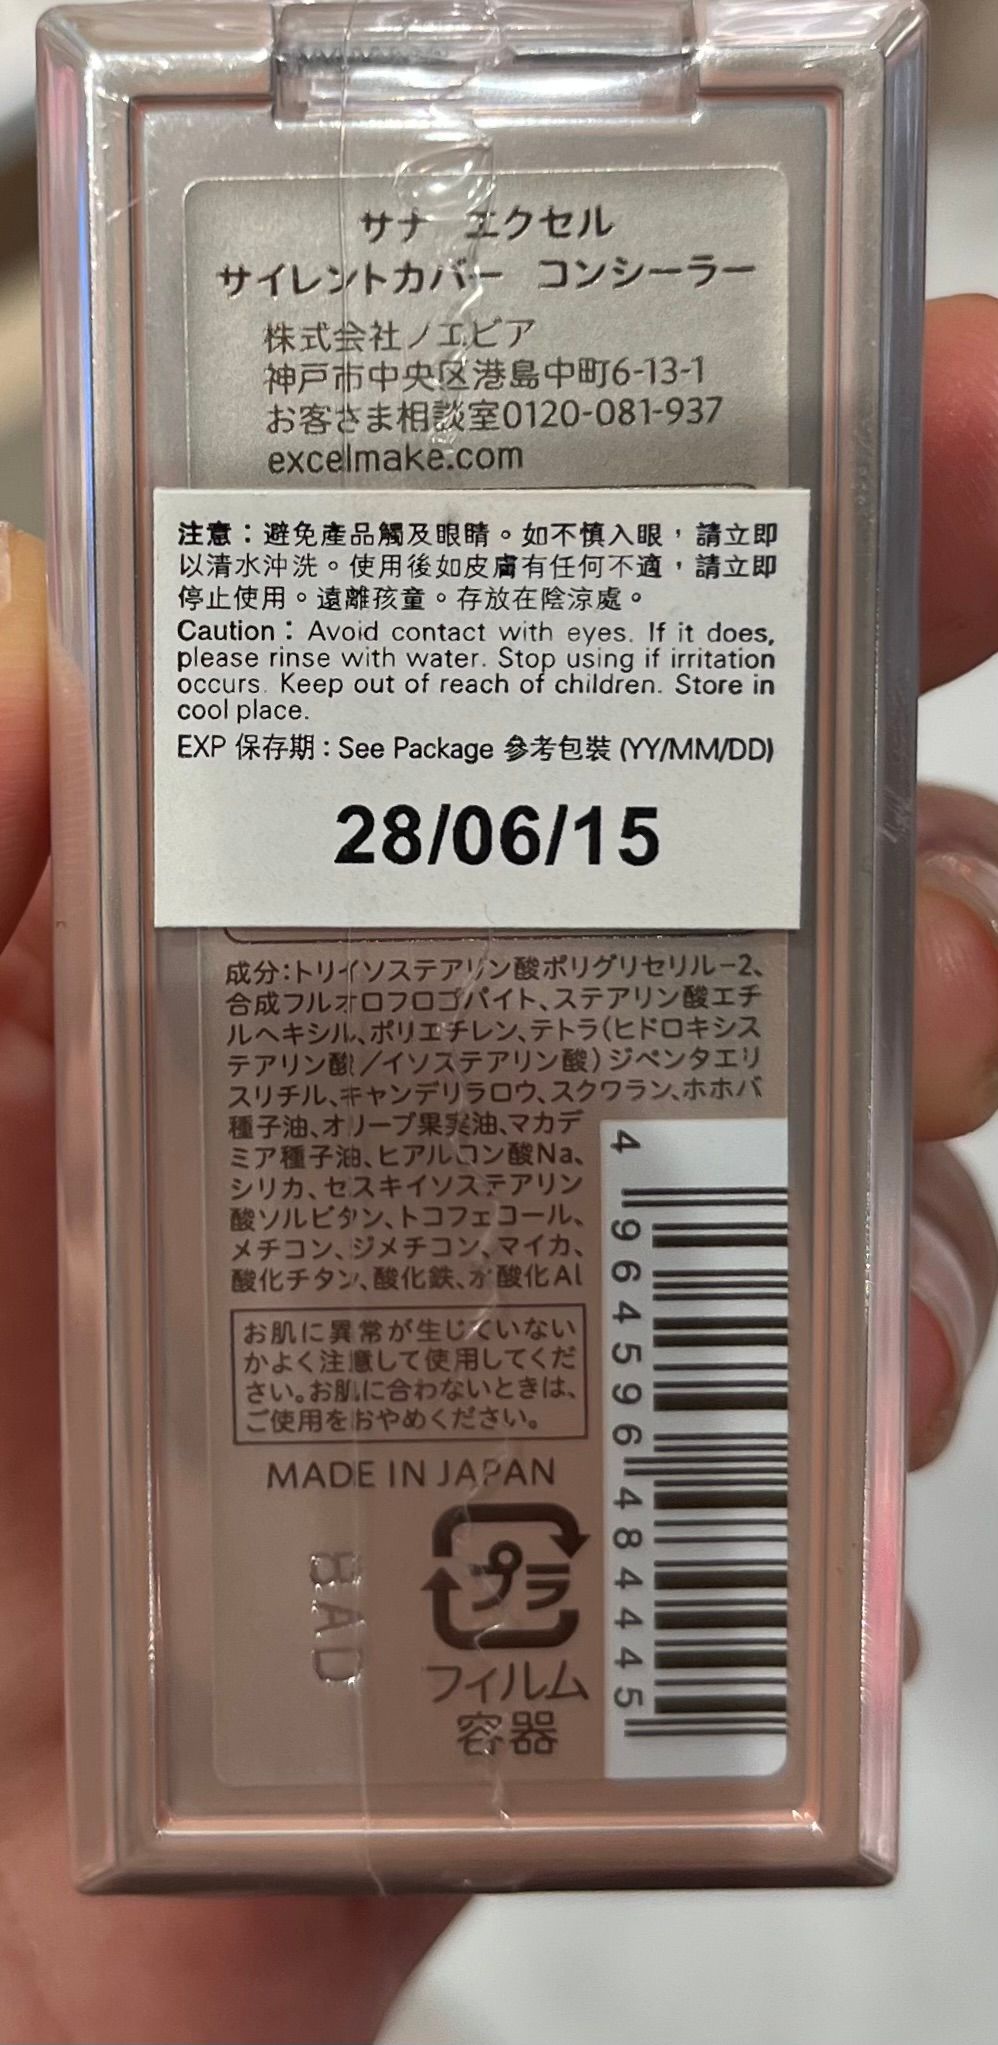 サナ エクセル
サイレントカバー コンシーラー
株式会社ノエビア
神戸市中央区港島中町6-13-1
お客さま相談室0120-081-937
excelmake.com
注意：避免產品觸及眼睛。如不慎入眼，請立即
以清水沖洗。使用後如皮膚有任何不適，請立即
停止使用。遠離孩童。存放在陰涼處。
Caution：Avoid contact with eyes. If it does,
please rinse with water. Stop using if irritation
occurs. Keep out of reach of children. Store in
cool place.
EXP 保存期：See Package 參考包裝 (YY/MM/DD)
28/06/15
成分:トリイソステアリン酸ポリグリセリル-2、
合成フルオロフロゴパイト、ステアリン酸エチ
ルヘキシル、ポリエチレン、テトラ(ヒドロキシス
テアリン酸／イソステアリン酸)ジペンタエリ
スリチル、キャンデリラロウ、スクワラン、ホホバ
種子油、オリーブ果実油、マカデ
ミア種子油、ヒアルロン酸Na、
シリカ、セスキイソステアリン
酸ソルビタン、トコフェロール、
メチコン、ジメチコン、マイカ、
酸化チタン、酸化鉄、水酸化Al
お肌に異常が生じていない
かよく注意して使用してくだ
さい。お肌に合わないときは、
ご使用をおやめください。
MADE IN JAPAN
BAD
プラ
フィルム
容器
4 964596 484445